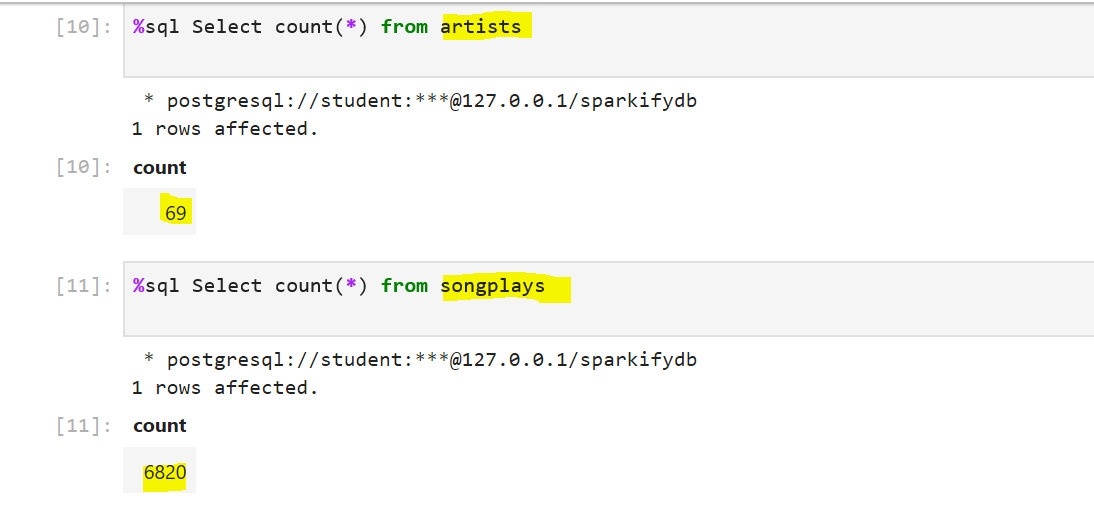 [10]: %sql Select count(*) from artists
* postgresql://student:***@127.0.0.1/sparkifydb
1 rows affected.
[10]: count
69
[11]: %sql Select count(*) from songplays
* postgresql://student:***@127.0.0.1/sparkifydb
1 rows affected.
[11]: count
6820